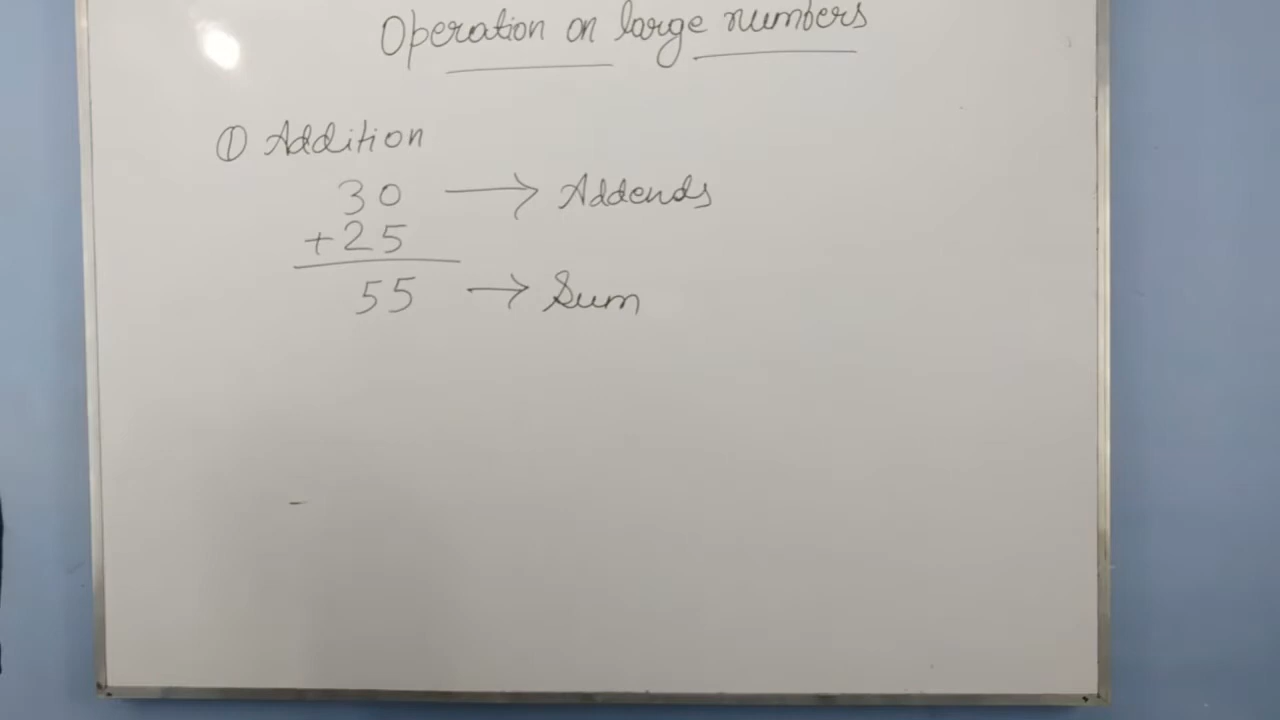 Operation on large numbers
① Addition
30 → Addends
+25
55 → Sum